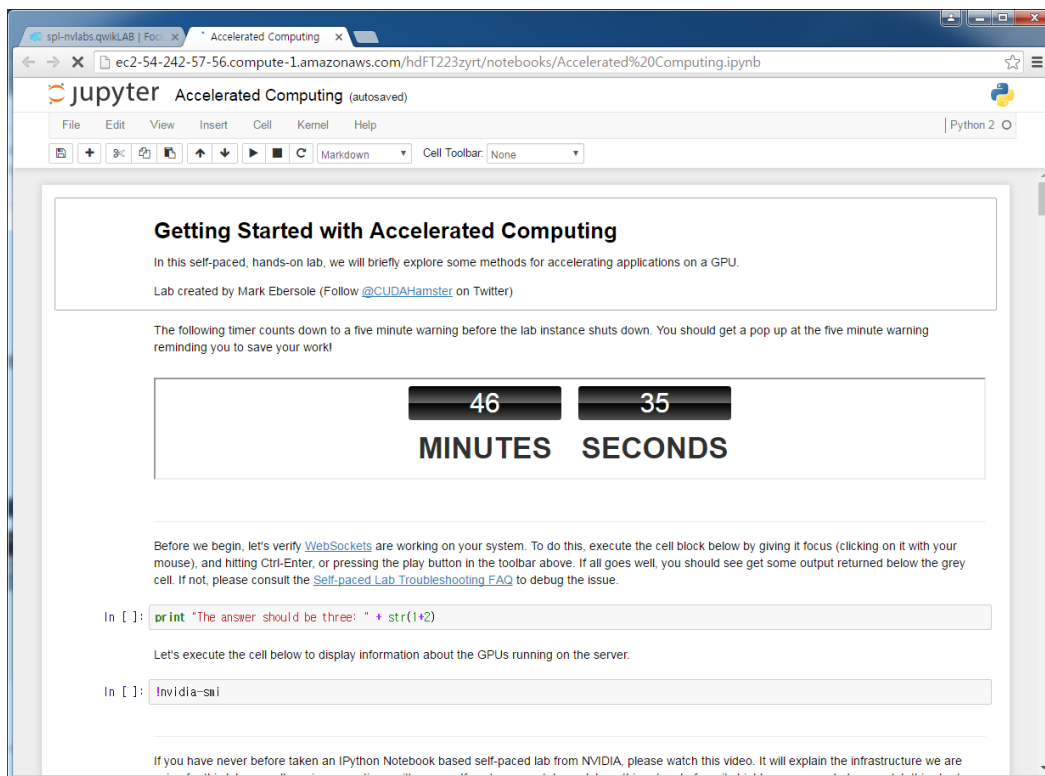 spl-nvlabs.qwikLAB | Foc
Accelerated Computing
ec2-54-242-57-56.compute-1.amazonaws.com/hdFT223zyrt/notebooks/Accelerated%20Computing.ipynb
jupyter Accelerated Computing (autosaved)
File Edit View Insert Cell Kernel Help Python 2
Markdown Cell Toolbar: None
Getting Started with Accelerated Computing
In this self-paced, hands-on lab, we will briefly explore some methods for accelerating applications on a GPU.
Lab created by Mark Ebersole (Follow @CUDAHamster on Twitter)
The following timer counts down to a five minute warning before the lab instance shuts down. You should get a pop up at the five minute warning
reminding you to save your work!
46 35
MINUTES SECONDS
Before we begin, let's verify WebSockets are working on your system. To do this, execute the cell block below by giving it focus (clicking on it with your
mouse), and hitting Ctrl-Enter, or pressing the play button in the toolbar above. If all goes well, you should see get some output returned below the grey
cell. If not, please consult the Self-paced Lab Troubleshooting FAQ to debug the issue.
In [ ]: print "The answer should be three: " + str(1+2)
Let's execute the cell below to display information about the GPUs running on the server.
In [ ]: !nvidia-smi
If you have never before taken an IPython Notebook based self-paced lab from NVIDIA, please watch this video. It will explain the infrastructure we are